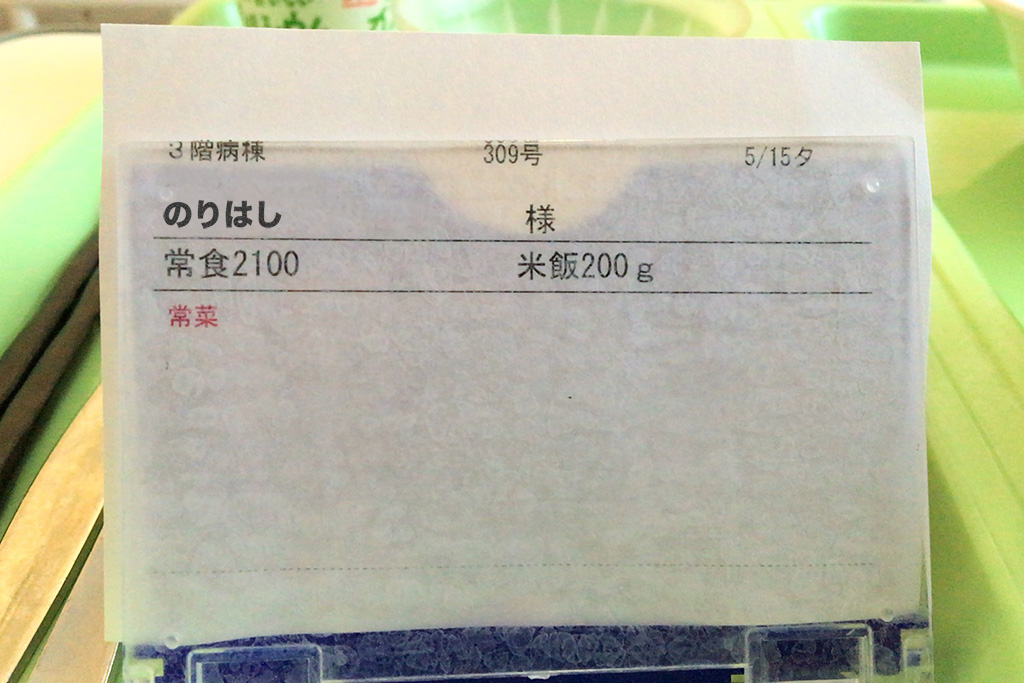 3階病棟 309号 5/15夕
のりはし 様
常食2100 米飯200g
常菜